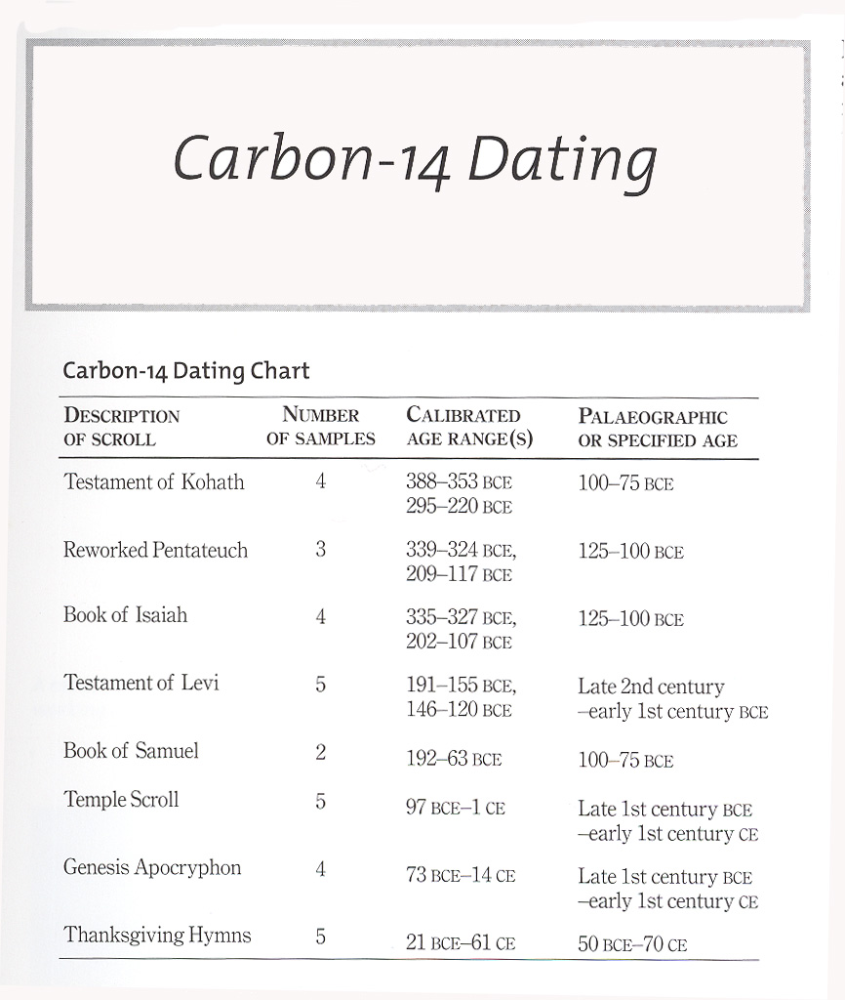 Carbon-14 Dating
Carbon-14 Dating Chart
DESCRIPTION OF SCROLL NUMBER OF SAMPLES CALIBRATED AGE RANGE(S) PALAEOGRAPHIC OR SPECIFIED AGE
Testament of Kohath 4 388–353 BCE 100–75 BCE
295–220 BCE
Reworked Pentateuch 3 339–324 BCE, 125–100 BCE
209–117 BCE
Book of Isaiah 4 335–327 BCE, 125–100 BCE
202–107 BCE
Testament of Levi 5 191–155 BCE, Late 2nd century
146–120 BCE –early 1st century BCE
Book of Samuel 2 192–63 BCE 100–75 BCE
Temple Scroll 5 97 BCE–1 CE Late 1st century BCE
–early 1st century CE
Genesis Apocryphon 4 73 BCE–14 CE Late 1st century BCE
–early 1st century CE
Thanksgiving Hymns 5 21 BCE–61 CE 50 BCE–70 CE